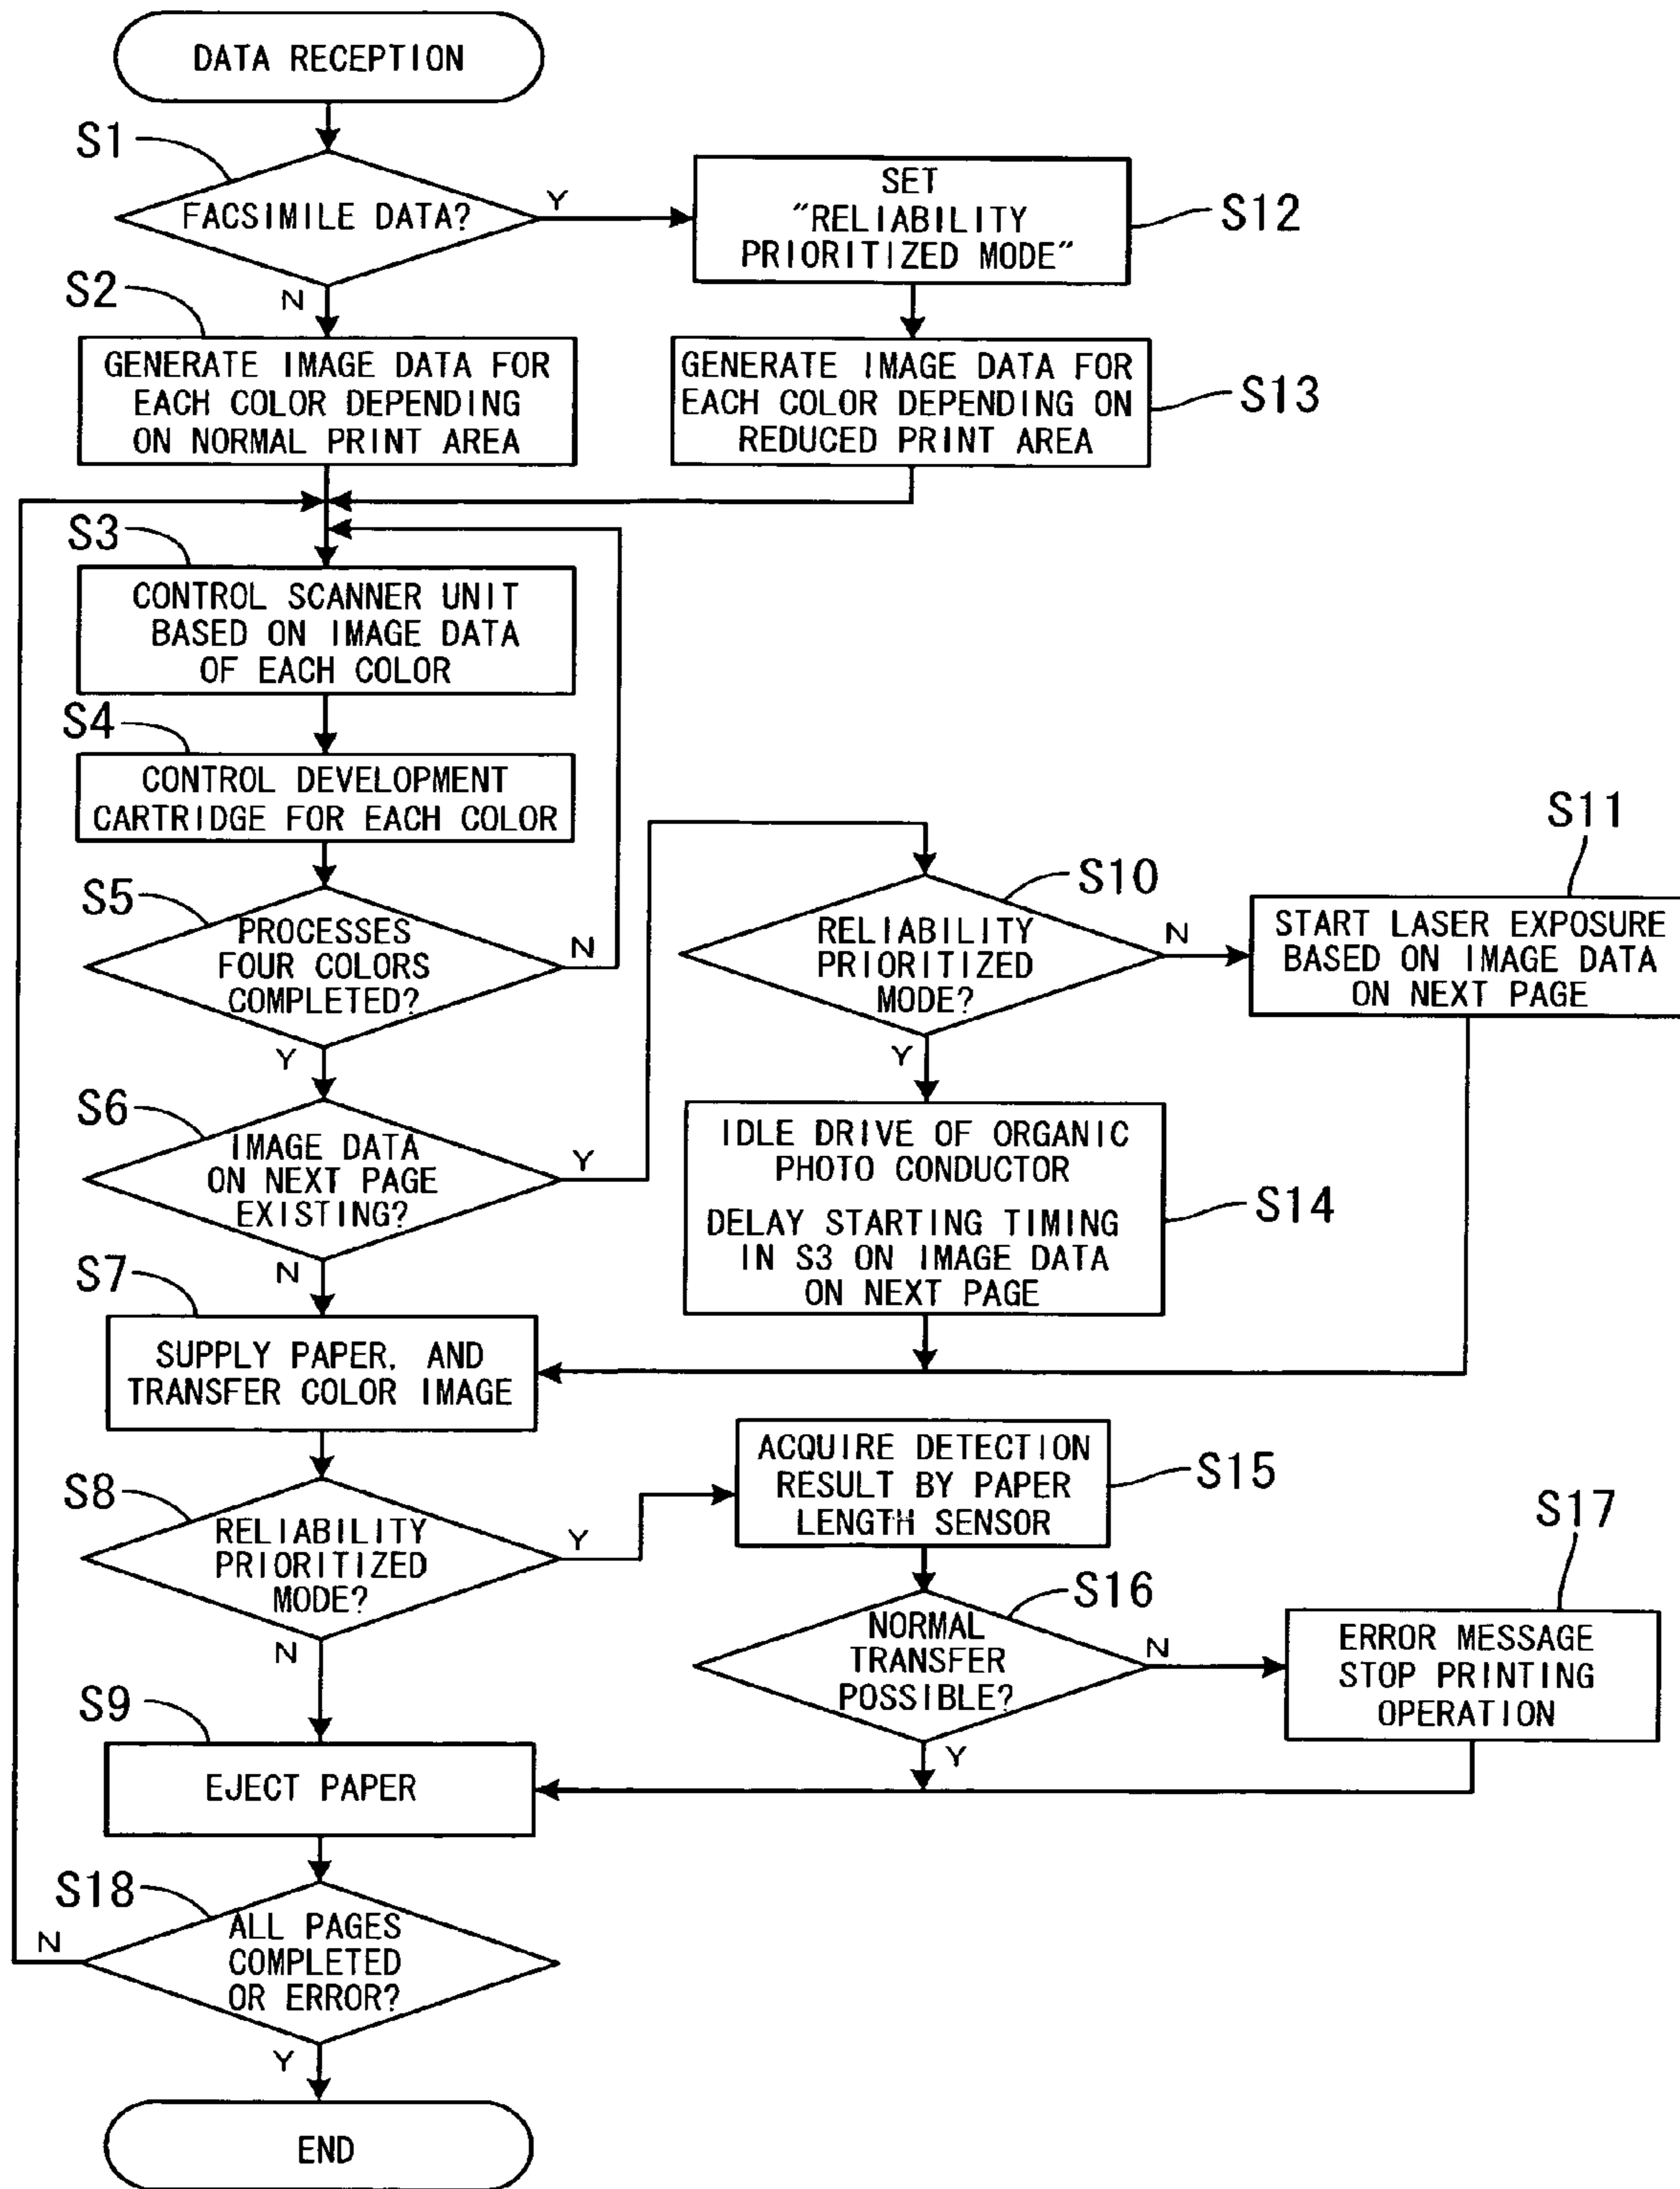 DATA RECEPTION
S1
FACSIMILE DATA?
Y
N
SET
"RELIABILITY
PRIORITIZED MODE"
S12
S2
GENERATE IMAGE DATA FOR
EACH COLOR DEPENDING
ON NORMAL PRINT AREA
GENERATE IMAGE DATA FOR
EACH COLOR DEPENDING ON
REDUCED PRINT AREA
S13
S3
CONTROL SCANNER UNIT
BASED ON IMAGE DATA
OF EACH COLOR
S4
CONTROL DEVELOPMENT
CARTRIDGE FOR EACH COLOR
S5
PROCESSES
FOUR COLORS
COMPLETED?
N
Y
S6
IMAGE DATA
ON NEXT PAGE
EXISTING?
Y
N
S10
RELIABILITY
PRIORITIZED
MODE?
N
Y
S11
START LASER EXPOSURE
BASED ON IMAGE DATA
ON NEXT PAGE
IDLE DRIVE OF ORGANIC
PHOTO CONDUCTOR
DELAY STARTING TIMING
IN S3 ON IMAGE DATA
ON NEXT PAGE
S14
S7
SUPPLY PAPER, AND
TRANSFER COLOR IMAGE
S8
RELIABILITY
PRIORITIZED
MODE?
Y
N
ACQUIRE DETECTION
RESULT BY PAPER
LENGTH SENSOR
S15
S16
NORMAL
TRANSFER
POSSIBLE?
N
Y
S17
ERROR MESSAGE
STOP PRINTING
OPERATION
S9
EJECT PAPER
S18
ALL PAGES
COMPLETED
OR ERROR?
N
Y
END